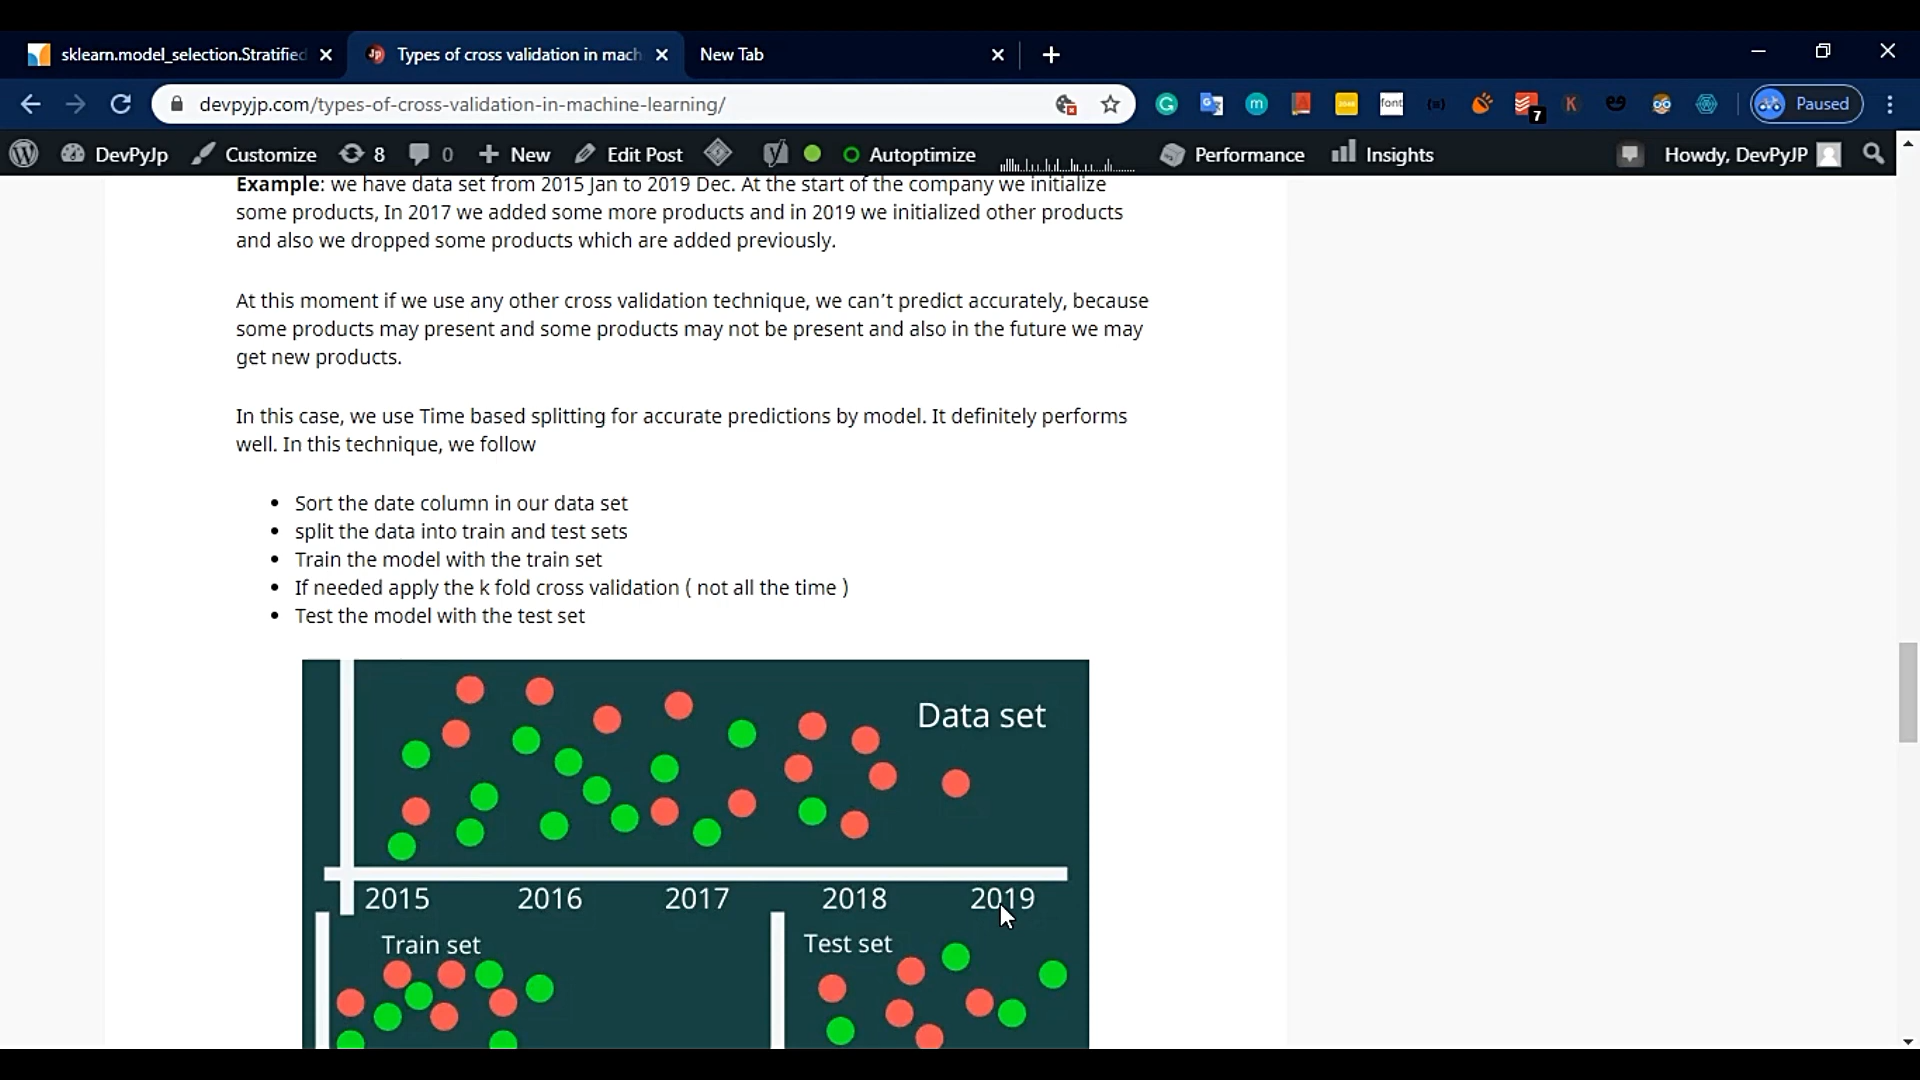 sklearn.model_selection.Stratified
Types of cross validation in mach
New Tab
devpyjp.com/types-of-cross-validation-in-machine-learning/
font
7
K
Paused
DevPyJp
Customize
8
0
New
Edit Post
Autoptimize
Performance
Insights
Howdy, DevPyJP
Example: we have data set from 2015 Jan to 2019 Dec. At the start of the company we initialize
some products, In 2017 we added some more products and in 2019 we initialized other products
and also we dropped some products which are added previously.
At this moment if we use any other cross validation technique, we can’t predict accurately, because
some products may present and some products may not be present and also in the future we may
get new products.
In this case, we use Time based splitting for accurate predictions by model. It definitely performs
well. In this technique, we follow
• Sort the date column in our data set
• split the data into train and test sets
• Train the model with the train set
• If needed apply the k fold cross validation ( not all the time )
• Test the model with the test set
Data set
2015 2016 2017 2018 2019
Train set
Test set